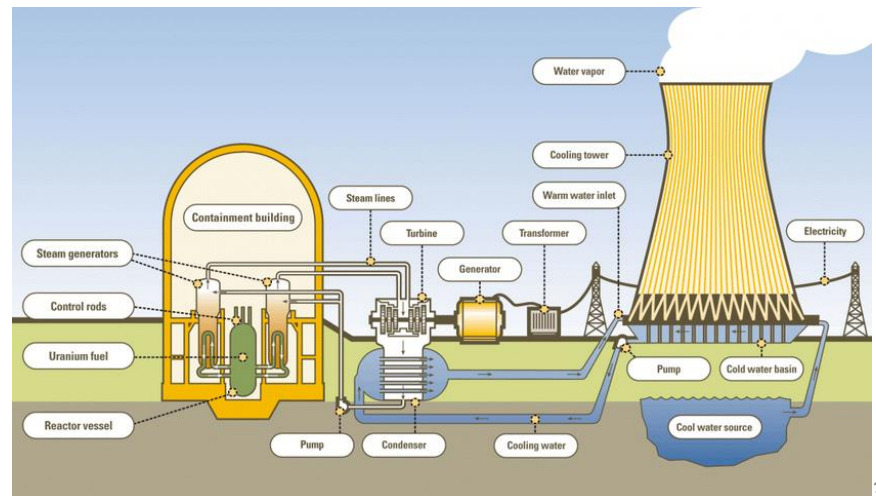 Water vapor
Cooling tower
Steam lines
Warm water inlet
Containment building
Turbine
Transformer
Electricity
Steam generators
Generator
Control rods
Uranium fuel
Pump
Cold water basin
Reactor vessel
Cool water source
Pump
Condenser
Cooling water